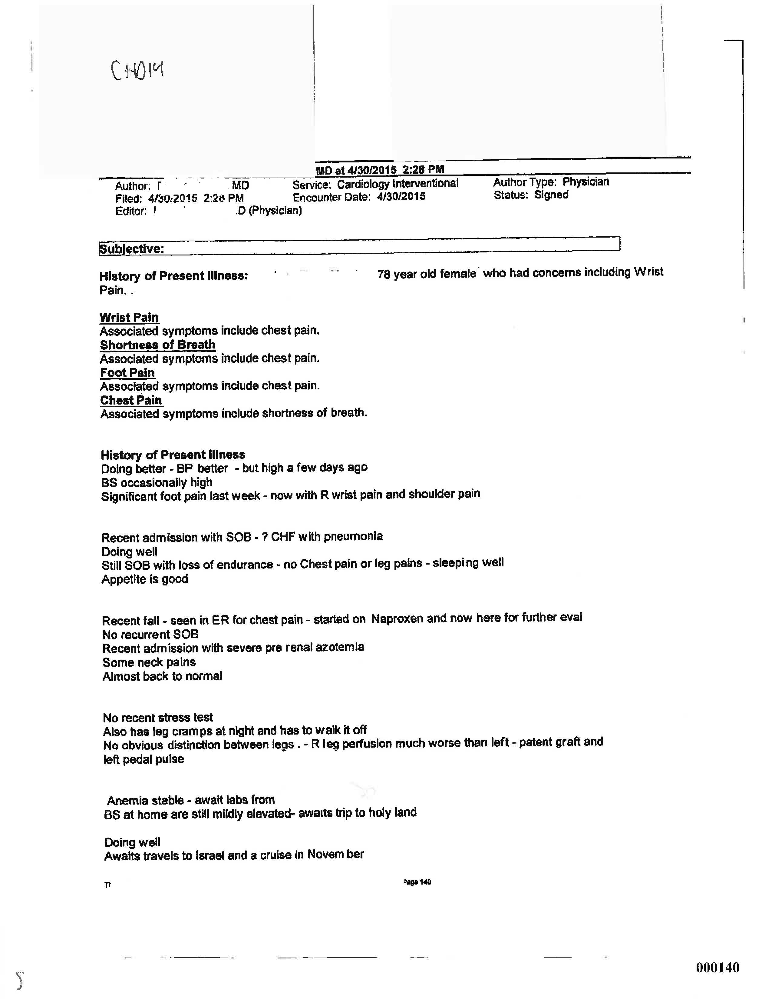 MD at 4/30/2015 2:28 PM
Author: MD Service: Cardiology Interventional Author Type: Physician
Filed: 4/30/2015 2:28 PM Encounter Date: 4/30/2015 Status: Signed
Editor: .D (Physician)
Subjective:
History of Present Illness: 78 year old female who had concerns including Wrist
Pain. .
Wrist Pain
Associated symptoms include chest pain.
Shortness of Breath
Associated symptoms include chest pain.
Foot Pain
Associated symptoms include chest pain.
Chest Pain
Associated symptoms include shortness of breath.
History of Present Illness
Doing better - BP better - but high a few days ago
BS occasionally high
Significant foot pain last week - now with R wrist pain and shoulder pain
Recent admission with SOB - ? CHF with pneumonia
Doing well
Still SOB with loss of endurance - no Chest pain or leg pains - sleeping well
Appetite is good
Recent fall - seen in ER for chest pain - started on Naproxen and now here for further eval
No recurrent SOB
Recent admission with severe pre renal azotemia
Some neck pains
Almost back to normal
No recent stress test
Also has leg cramps at night and has to walk it off
No obvious distinction between legs . - R leg perfusion much worse than left - patent graft and
left pedal pulse
Anemia stable - await labs from
BS at home are still mildly elevated- awaits trip to holy land
Doing well
Awaits travels to Israel and a cruise in Novem ber
Page 140
000140